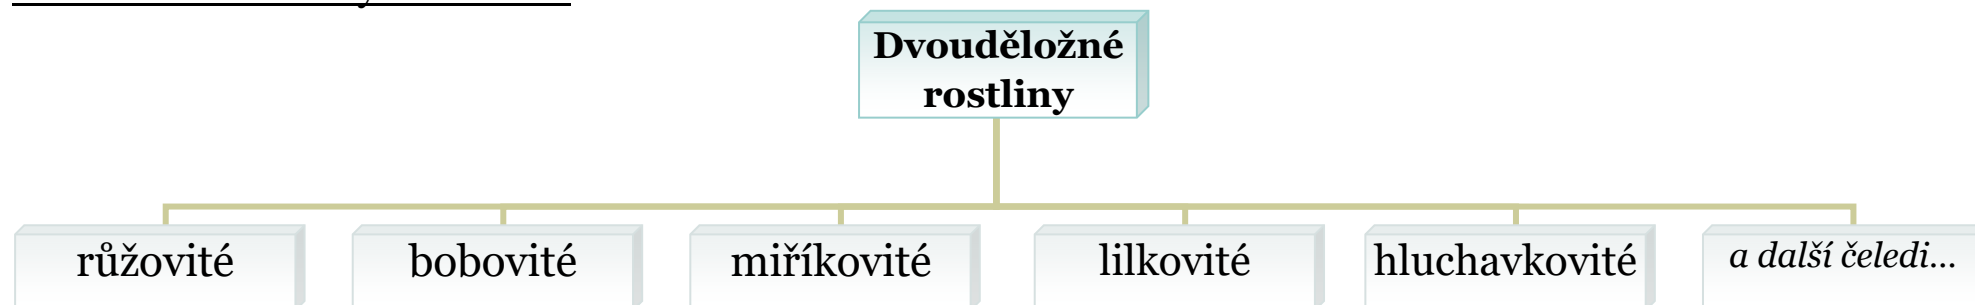 Dvouděložné
rostliny
růžovité
bobovité
miříkovité
lilkovité
hluchavkovité
a další čeledi...